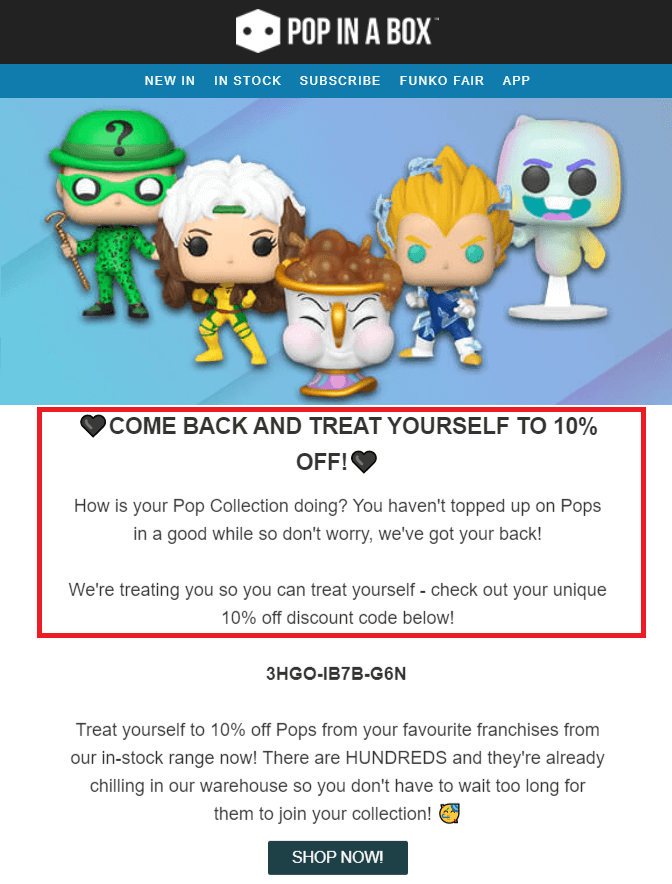 POP IN A BOX
NEW IN IN STOCK SUBSCRIBE FUNKO FAIR APP
?
🖤COME BACK AND TREAT YOURSELF TO 10%
OFF!🖤
How is your Pop Collection doing? You haven't topped up on Pops
in a good while so don't worry, we've got your back!
We're treating you so you can treat yourself - check out your unique
10% off discount code below!
3HGO-IB7B-G6N
Treat yourself to 10% off Pops from your favourite franchises from
our in-stock range now! There are HUNDREDS and they're already
chilling in our warehouse so you don't have to wait too long for
them to join your collection! 🥳
SHOP NOW!